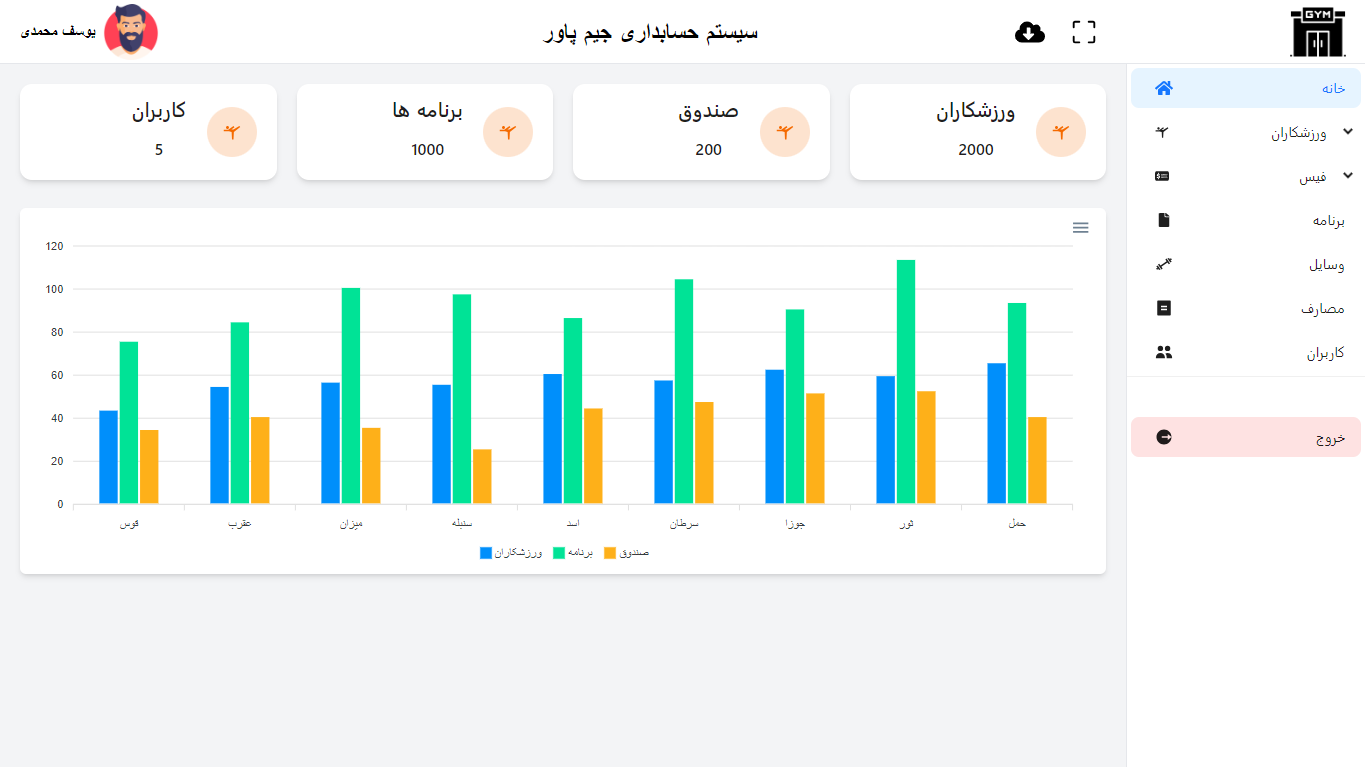 GYM
سیستم حسابداری جیم پاور
یوسف محمدی
خانه
ورزشکاران
فیس
برنامه
وسایل
مصارف
کاربران
خروج
ورزشکاران
2000
صندوق
200
برنامه ها
1000
کاربران
5
120
100
80
60
40
20
0
حمل
ثور
جوزا
سرطان
اسد
سنبله
میزان
عقرب
قوس
ورزشکاران
برنامه
صندوق